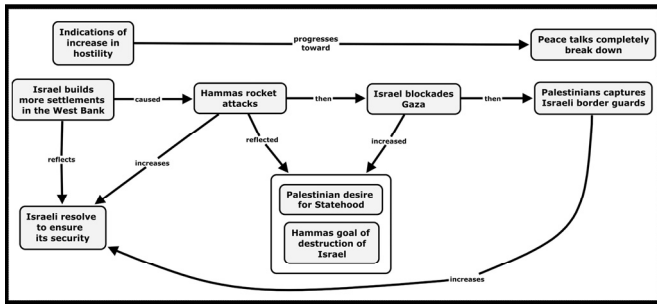 Indications of
increase in
hostility
progresses
toward
Peace talks completely
break down
Israel builds
more settlements
in the West Bank
caused
Hammas rocket
attacks
then
Israel blockades
Gaza
then
Palestinians captures
Israeli border guards
reflects
increases
reflected
increased
Palestinian desire
for Statehood
Hammas goal of
destruction of
Israel
Israeli resolve
to ensure
its security
increases